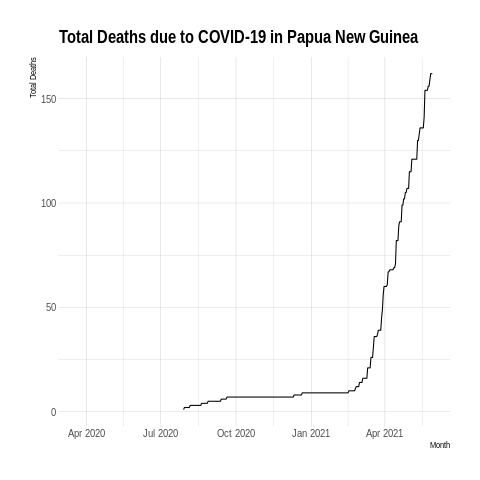 Total Deaths due to COVID-19 in Papua New Guinea
Total Deaths
150
100
50
0
Apr 2020 Jul 2020 Oct 2020 Jan 2021 Apr 2021
Month